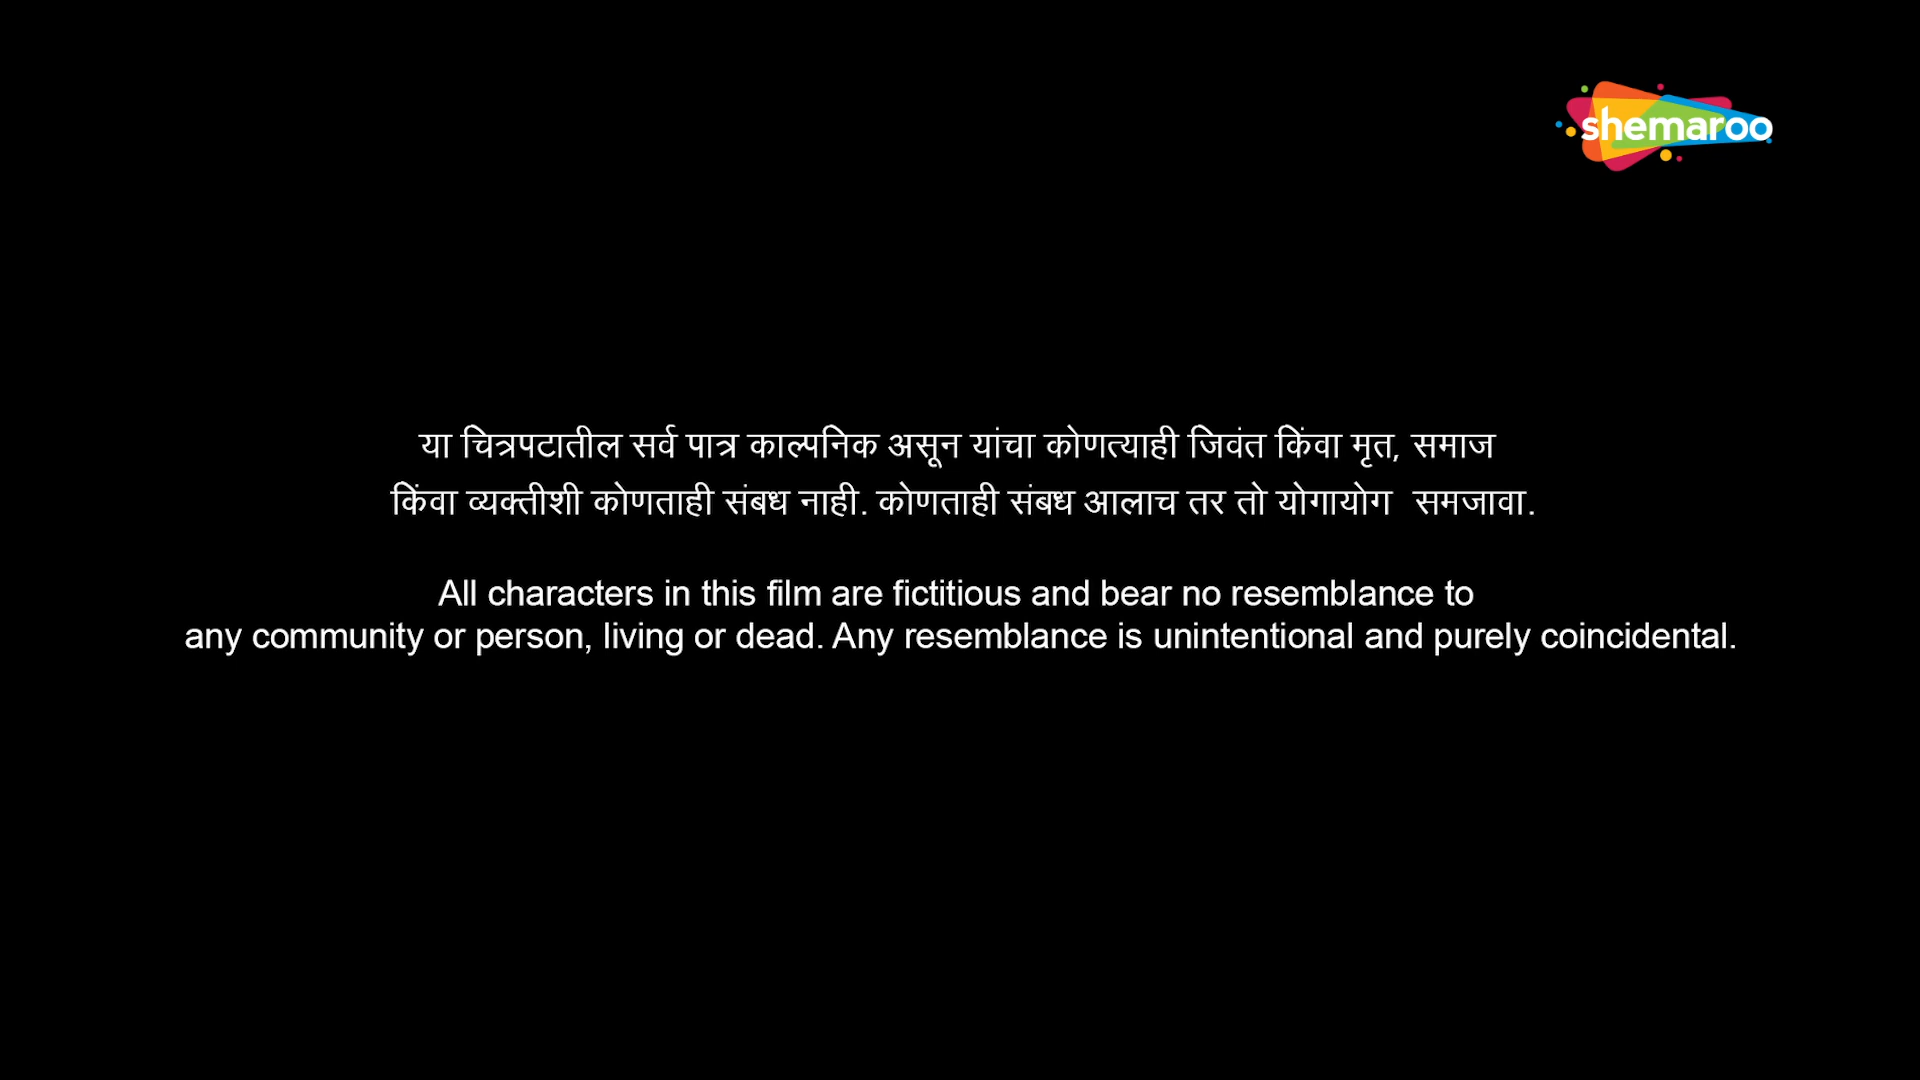 shemaroo
या चित्रपटातील सर्व पात्र काल्पनिक असून यांचा कोणत्याही जिवंत किंवा मृत, समाज
किंवा व्यक्तीशी कोणताही संबध नाही. कोणताही संबध आलाच तर तो योगायोग  समजावा.
All characters in this film are fictitious and bear no resemblance to
any community or person, living or dead. Any resemblance is unintentional and purely coincidental.